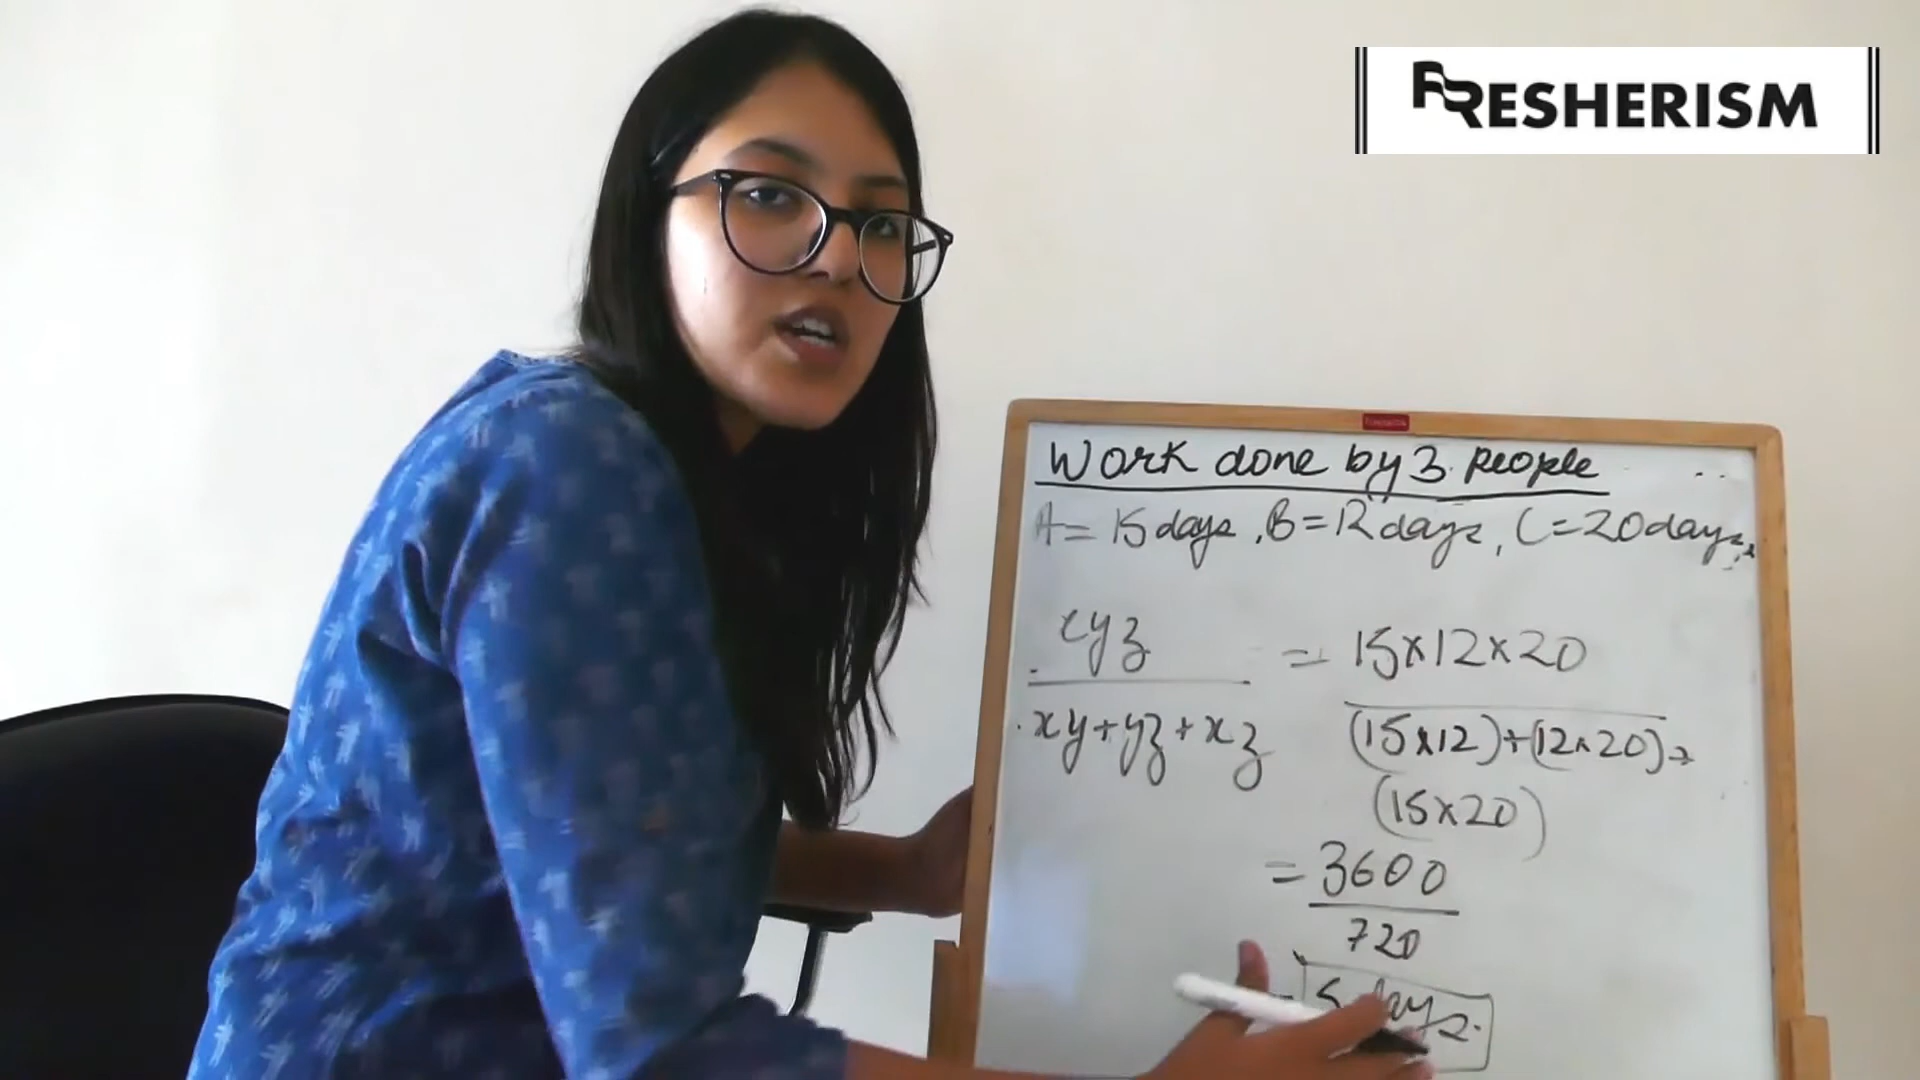 FRESHERISM
Work done by 3 people
A = 15 days, B = 12 days, C = 20 days
xyz = 15x12x20
xy+yz+xz (15x12)+(12x20)+
(15x20)
= 3600
720
= 5 days.